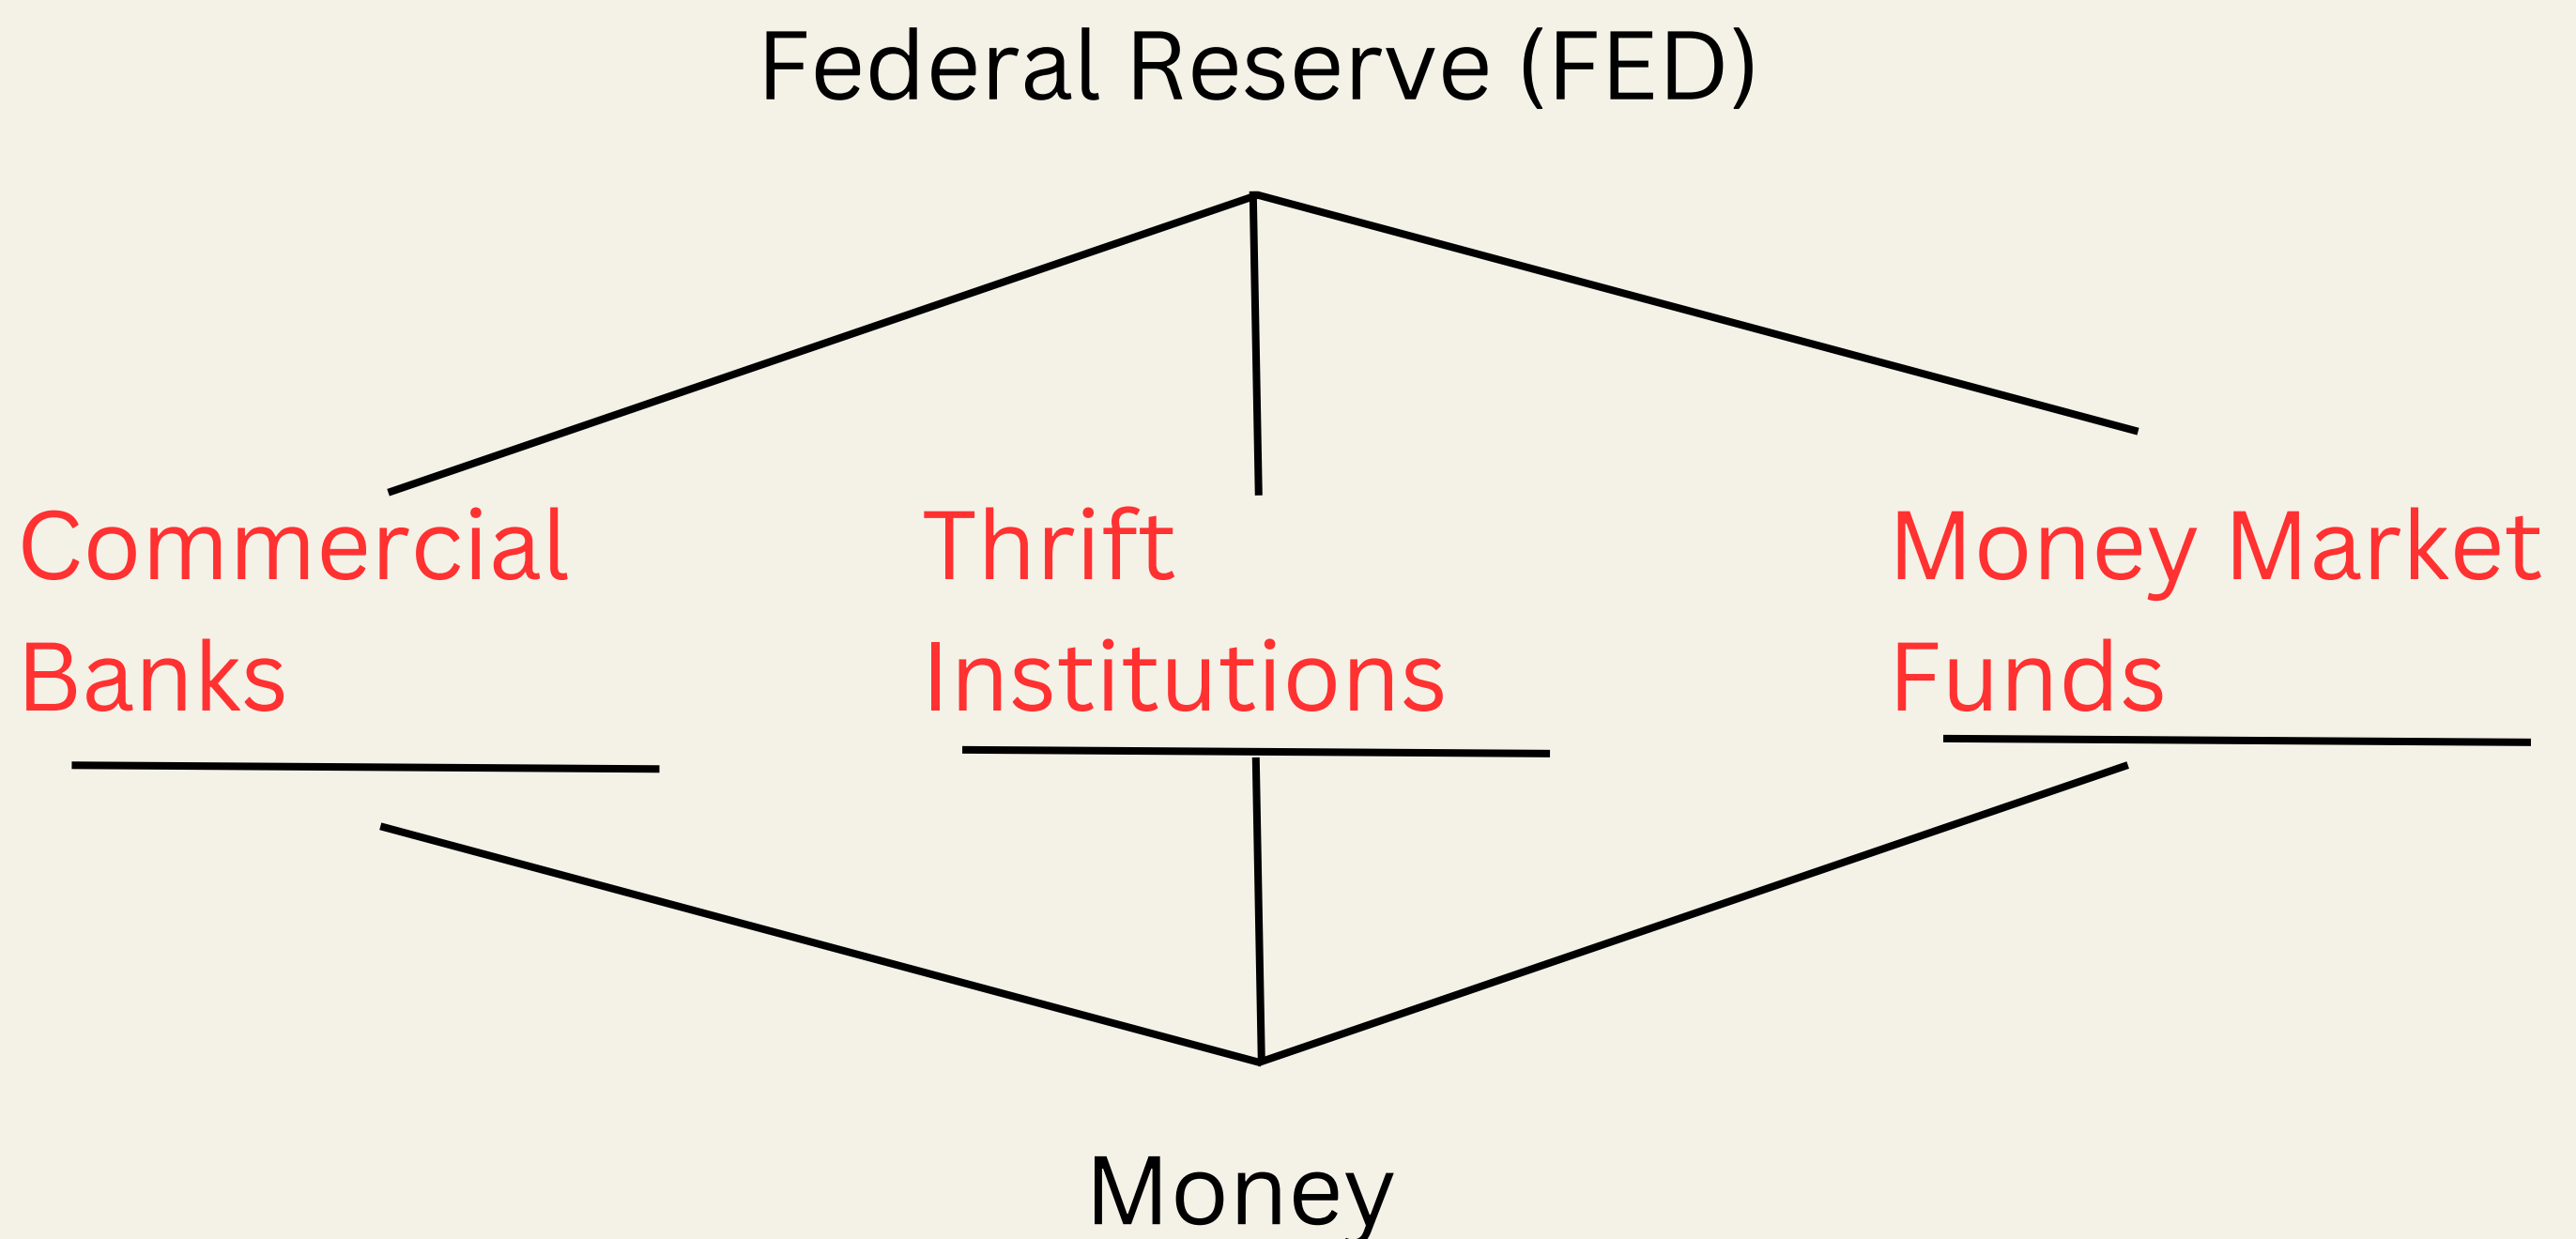 Federal Reserve (FED)
Commercial
Banks
Thrift
Institutions
Money Market
Funds
Money